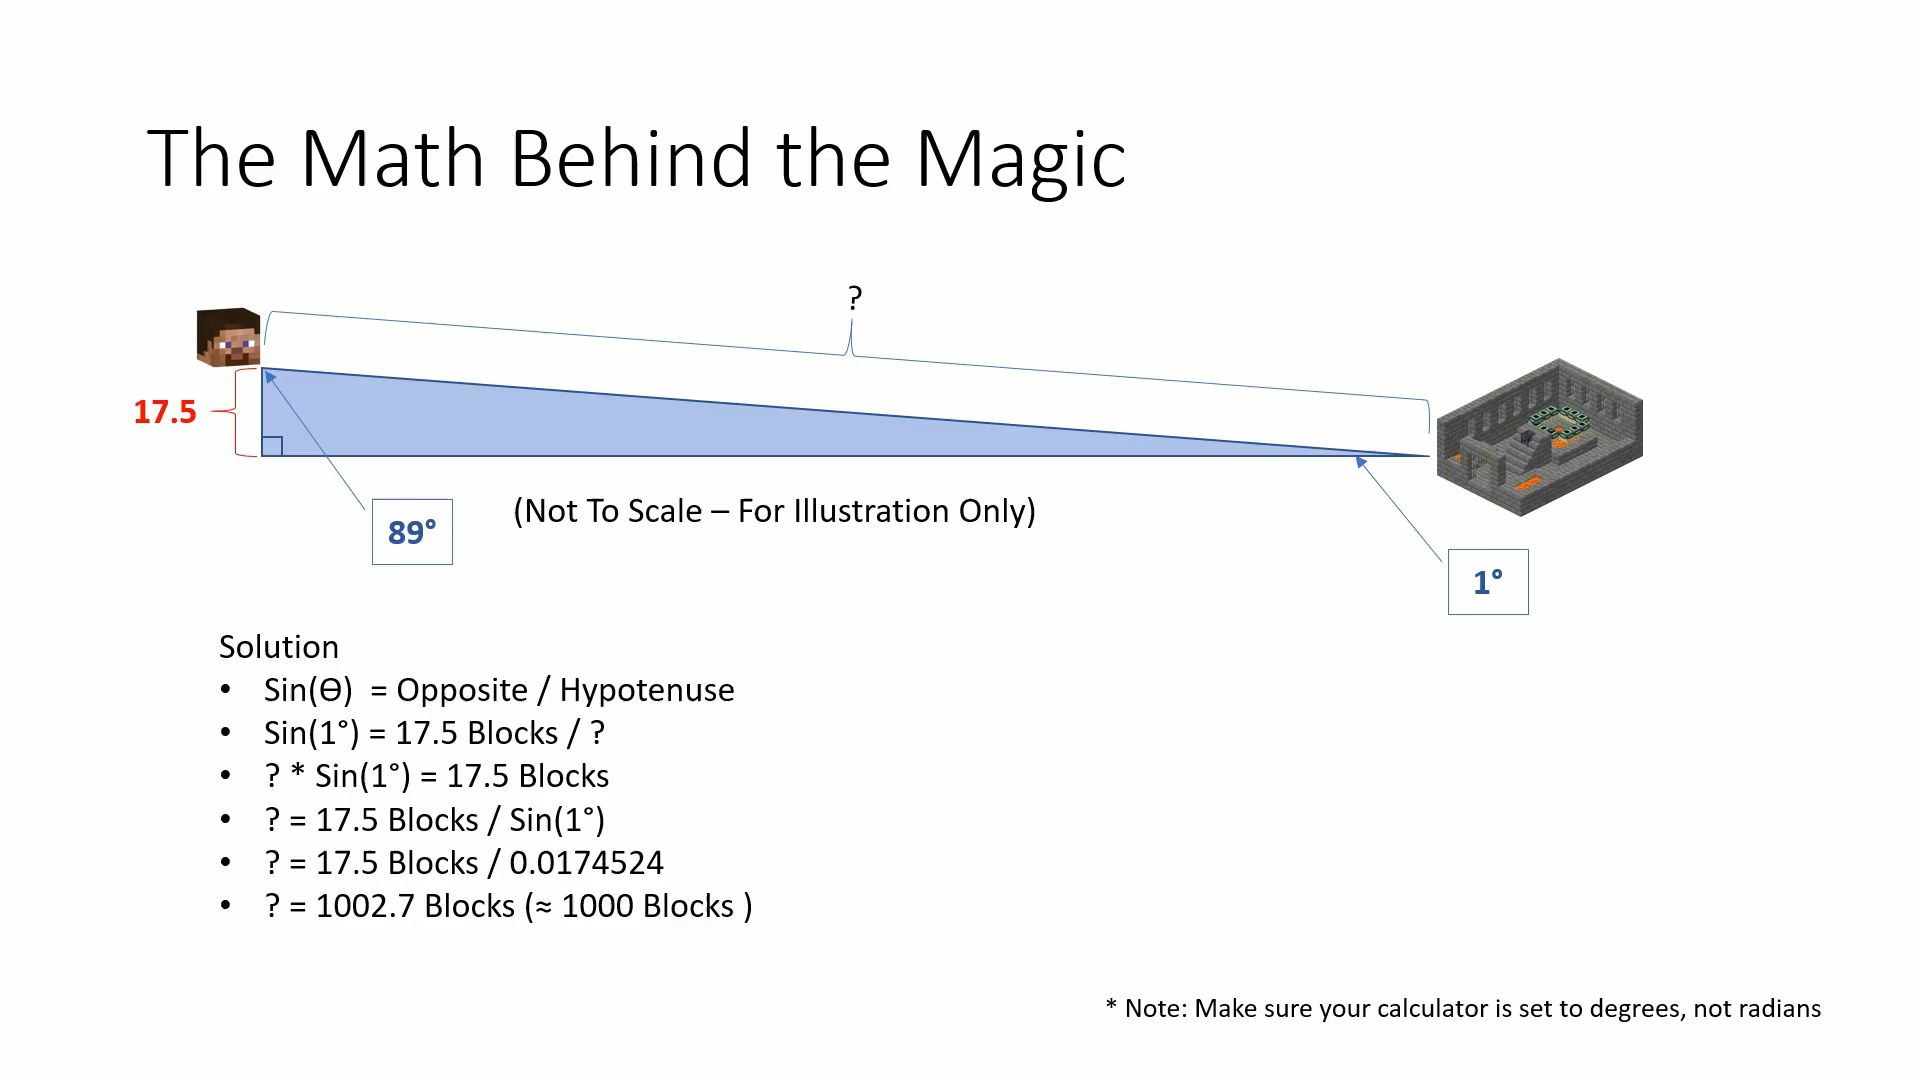 The Math Behind the Magic
?
17.5
89°
(Not To Scale – For Illustration Only)
1°
Solution
• Sin(Ɵ)  = Opposite / Hypotenuse
• Sin(1°) = 17.5 Blocks / ?
• ? * Sin(1°) = 17.5 Blocks
• ? = 17.5 Blocks / Sin(1°)
• ? = 17.5 Blocks / 0.0174524
• ? = 1002.7 Blocks (≈ 1000 Blocks )
* Note: Make sure your calculator is set to degrees, not radians